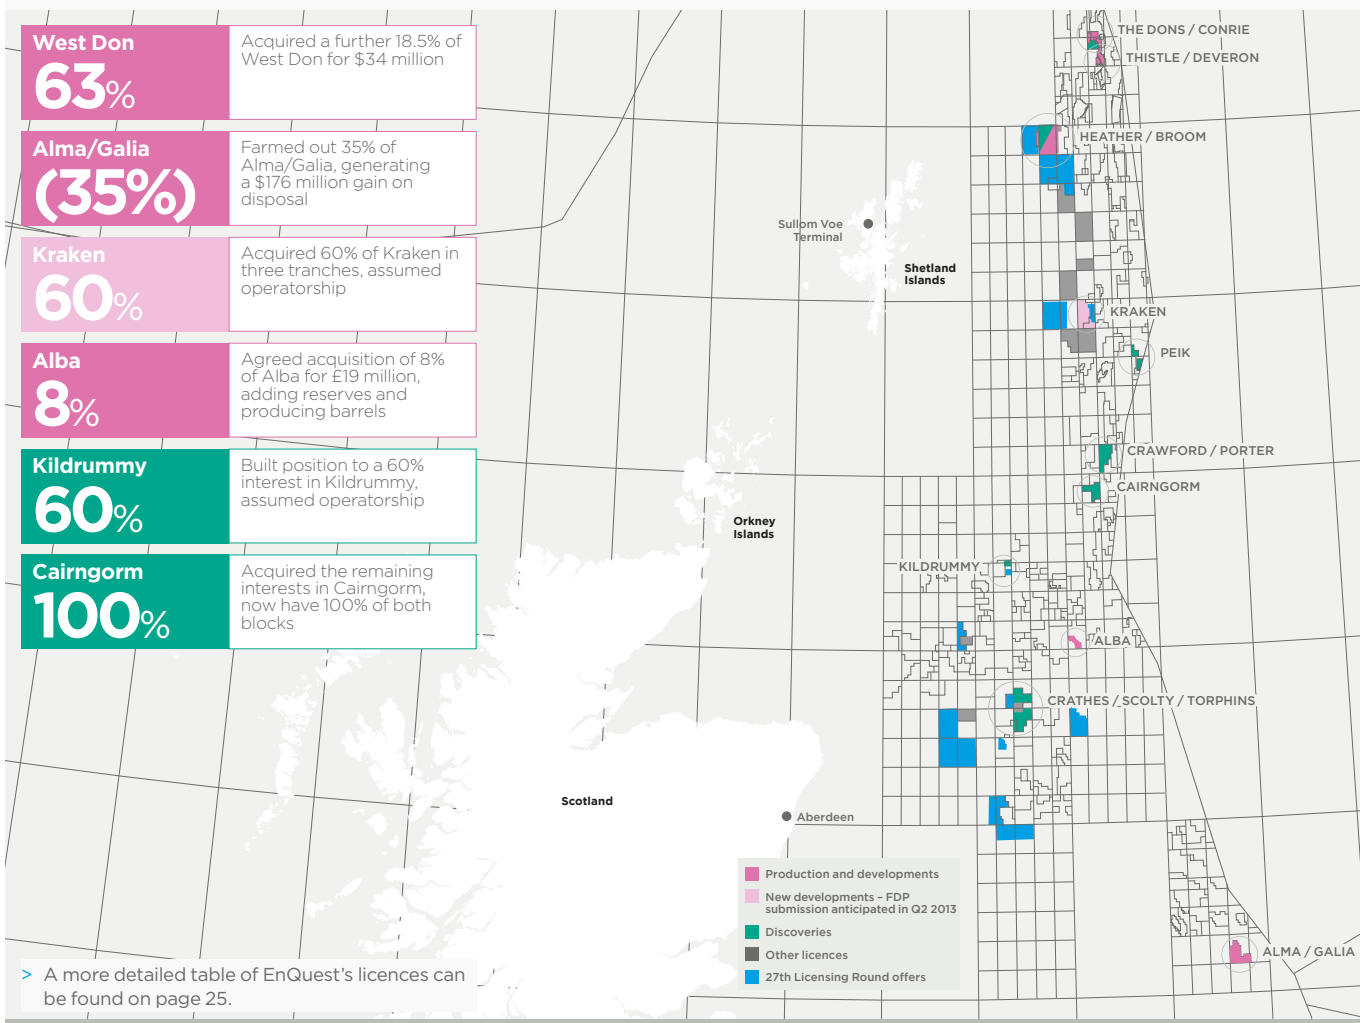 West Don
63%
Acquired a further 18.5% of
West Don for $34 million
Alma/Galia
(35%)
Farmed out 35% of
Alma/Galia, generating
a $176 million gain on
disposal
Kraken
60%
Acquired 60% of Kraken in
three tranches, assumed
operatorship
Alba
8%
Agreed acquisition of 8%
of Alba for £19 million,
adding reserves and
producing barrels
Kildrummy
60%
Built position to a 60%
interest in Kildrummy,
assumed operatorship
Cairngorm
100%
Acquired the remaining
interests in Cairngorm,
now have 100% of both
blocks
THE DONS / CONRIE
THISTLE / DEVERON
HEATHER / BROOM
Sullom Voe
Terminal
Shetland
Islands
KRAKEN
PEIK
CRAWFORD / PORTER
CAIRNGORM
Orkney
Islands
KILDRUMMY
ALBA
CRATHES / SCOLTY / TORPHINS
Scotland
Aberdeen
Production and developments
New developments – FDP
submission anticipated in Q2 2013
Discoveries
Other licences
27th Licensing Round offers
ALMA / GALIA
> A more detailed table of EnQuest's licences can
be found on page 25.